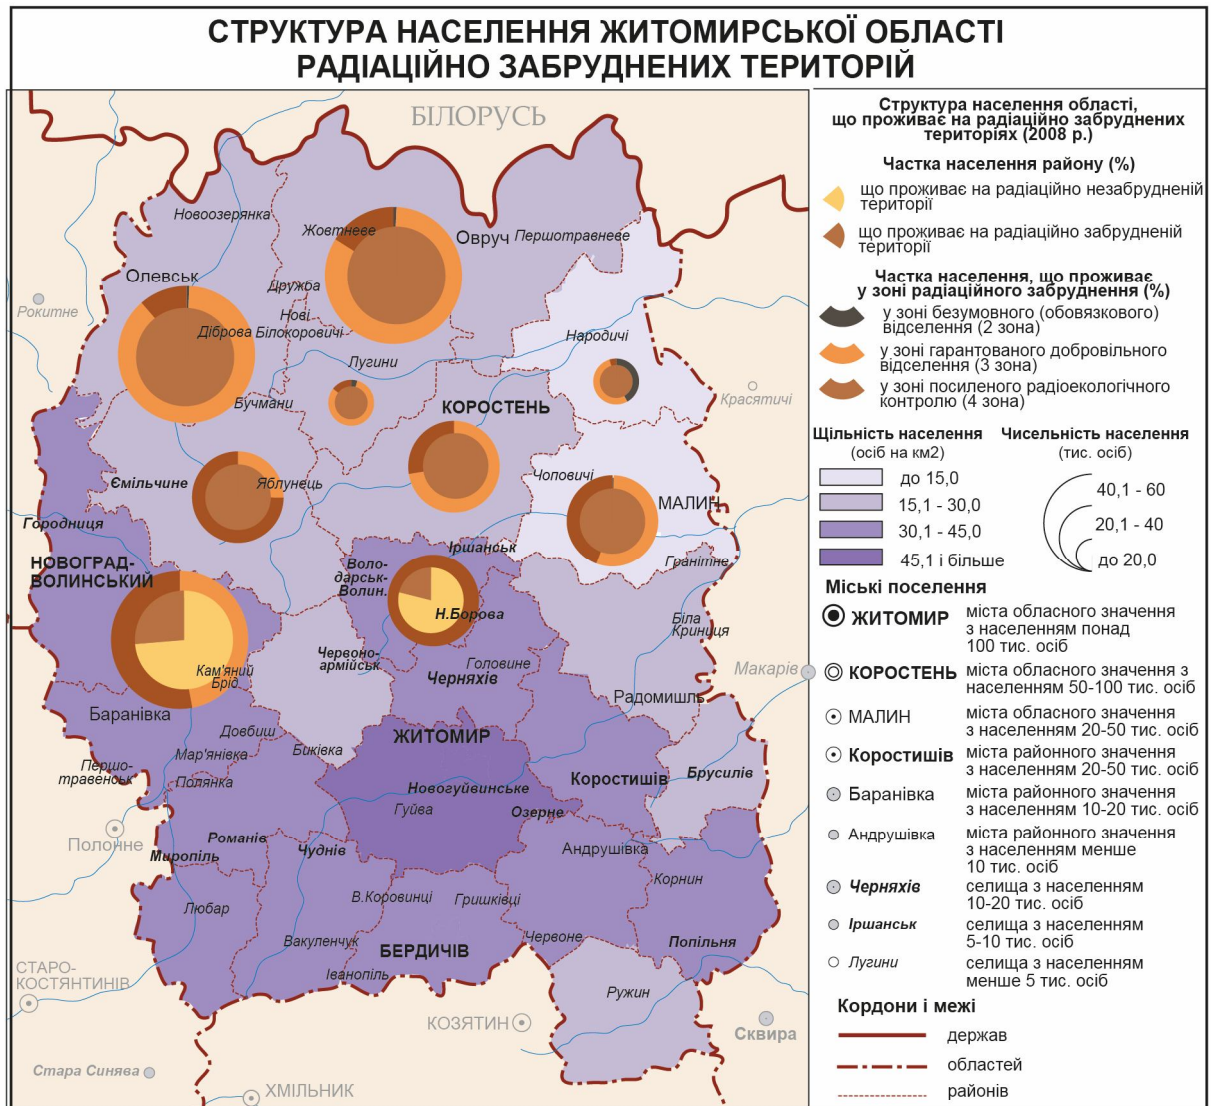 СТРУКТУРА НАСЕЛЕННЯ ЖИТОМИРСЬКОЇ ОБЛАСТІ
РАДІАЦІЙНО ЗАБРУДНЕНИХ ТЕРИТОРІЙ
БІЛОРУСЬ
Новоозерянка
Жовтневе
Овруч
Першотравневе
Олевськ
Рокитне
Дружба
Нові
Білокоровичі
Діброва
Народичі
Лугини
Бучмани
КОРОСТЕНЬ
Красятичі
Ємільчине
Яблунець
Чоповичі
МАЛИН
Городниця
НОВОГРАД-
ВОЛИНСЬКИЙ
Іршанськ
Воло-
дарськ-
Волин.
Гранітне
Н.Борова
Біла
Криниця
Червоно-
армійськ
Головине
Черняхів
Макарів
Кам'яний
Брід
Радомишль
Баранівка
Довбиш
ЖИТОМИР
Мар'янівка
Биківка
Першо-
травенськ
Полянка
Коростишів
Брусилів
Новогуйвинське
Гуйва
Озерне
Полонне
Романів
Миропіль
Чуднів
Андрушівка
Корнин
Любар
В.Коровинці
Гришківці
Вакуленчук
БЕРДИЧІВ
Червоне
Попільня
Іванопіль
СТАРО-
КОСТЯНТИНІВ
Ружин
КОЗЯТИН
Сквира
Стара Синява
ХМІЛЬНИК
Структура населення області,
що проживає на радіаційно забруднених
територіях (2008 р.)
Частка населення району (%)
що проживає на радіаційно незабрудненій
території
що проживає на радіаційно забрудненій
території
Частка населення, що проживає
у зоні радіаційного забруднення (%)
у зоні безумовного (обовязкового)
відселення (2 зона)
у зоні гарантованого добровільного
відселення (3 зона)
у зоні посиленого радіоекологічного
контролю (4 зона)
Щільність населення
(осіб на км2)
до 15,0
15,1 - 30,0
30,1 - 45,0
45,1 і більше
Чисельність населення
(тис. осіб)
40,1 - 60
20,1 - 40
до 20,0
Міські поселення
ЖИТОМИР
міста обласного значення
з населенням понад
100 тис. осіб
КОРОСТЕНЬ
міста обласного значення з
населенням 50-100 тис. осіб
МАЛИН
міста обласного значення
з населенням 20-50 тис. осіб
Коростишів
міста районного значення
з населенням 20-50 тис. осіб
Баранівка
міста районного значення
з населенням 10-20 тис. осіб
Андрушівка
міста районного значення
з населенням менше
10 тис. осіб
Черняхів
селища з населенням
10-20 тис. осіб
Іршанськ
селища з населенням
5-10 тис. осіб
Лугини
селища з населенням
менше 5 тис. осіб
Кордони і межі
держав
областей
районів